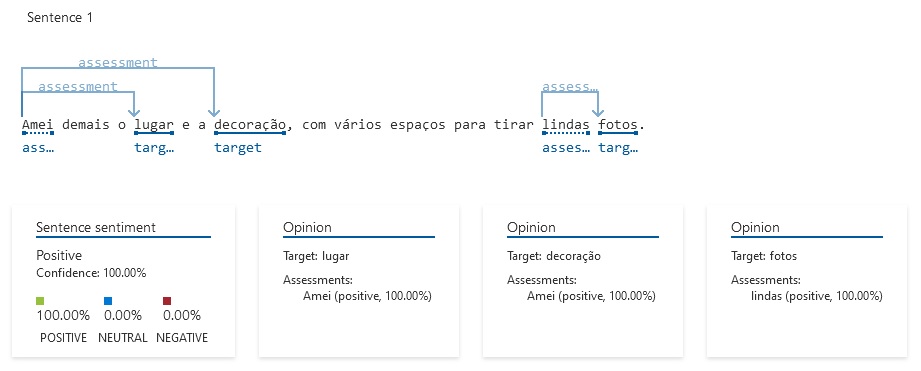 Sentence 1
assessment
assessment assess...
Amei demais o lugar e a decoração, com vários espaços para tirar lindas fotos.
ass... targ... target asses... targ...
Sentence sentiment
Positive
Confidence: 100.00%
100.00% 0.00% 0.00%
POSITIVE NEUTRAL NEGATIVE
Opinion
Target: lugar
Assessments:
Amei (positive, 100.00%)
Opinion
Target: decoração
Assessments:
Amei (positive, 100.00%)
Opinion
Target: fotos
Assessments:
lindas (positive, 100.00%)